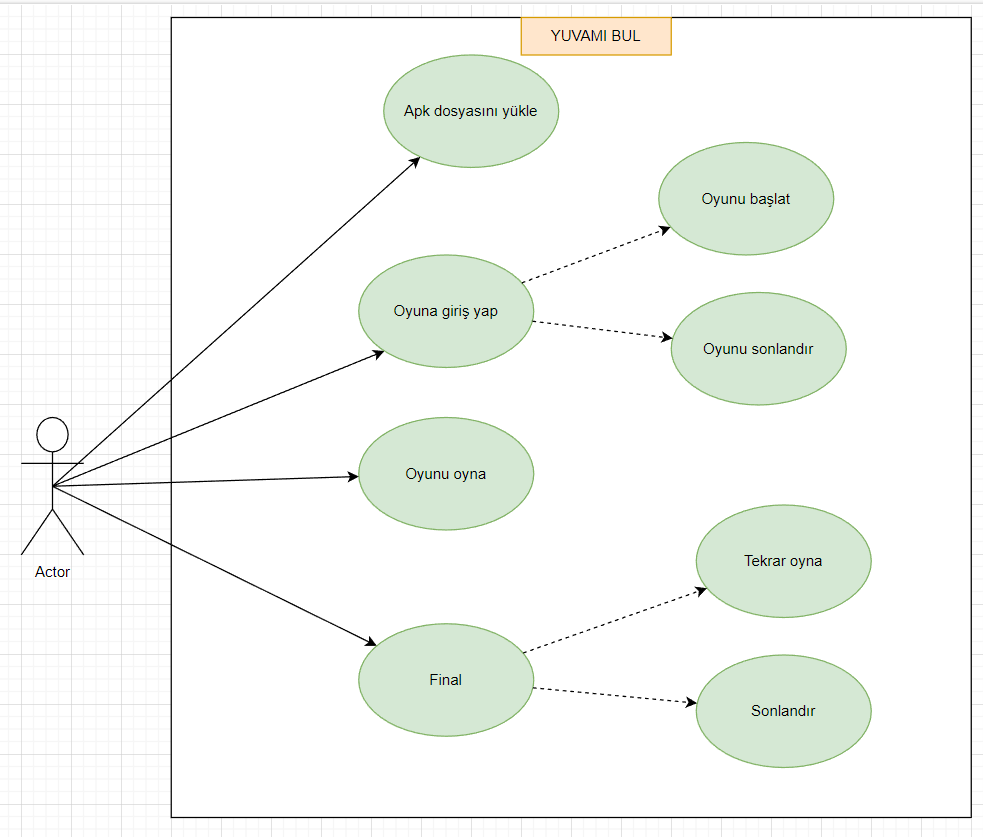 YUVAMI BUL
Apk dosyasını yükle
Oyunu başlat
Oyuna giriş yap
Oyunu sonlandır
Oyunu oyna
Tekrar oyna
Actor
Final
Sonlandır